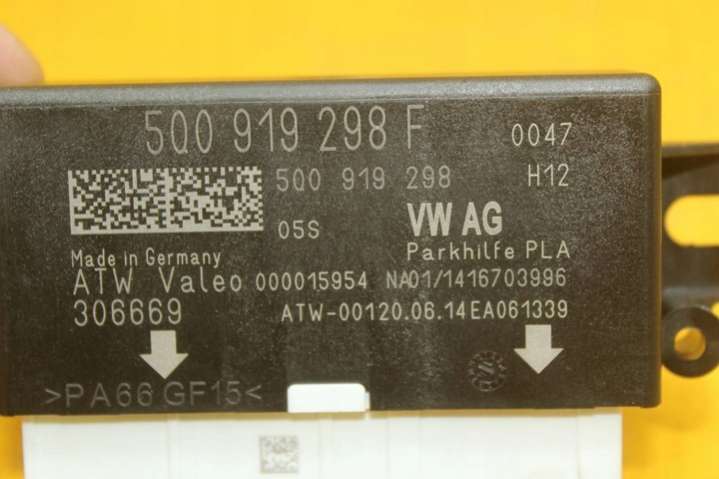 5Q0 919 298 F 0047
5Q0 919 298 H12
05S VW AG
Made in Germany Parkhilfe PLA
ATW Valeo 000015954 NA01/1416703996
306669 ATW-00120.06.14EA061339
>PA66 GF15<